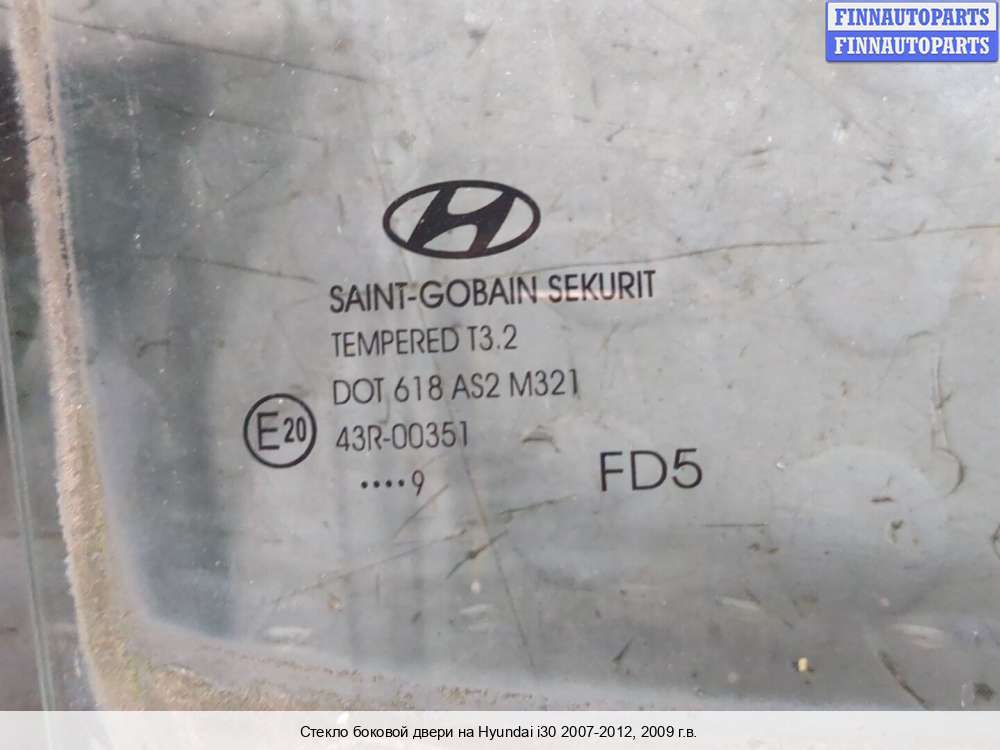 FINNAUTOPARTS
FINNAUTOPARTS
SAINT-GOBAIN SEKURIT
TEMPERED T3.2
DOT 618 AS2 M321
E20
43R-00351
••••9
FD5
Стекло боковой двери на Hyundai i30 2007-2012, 2009 г.в.